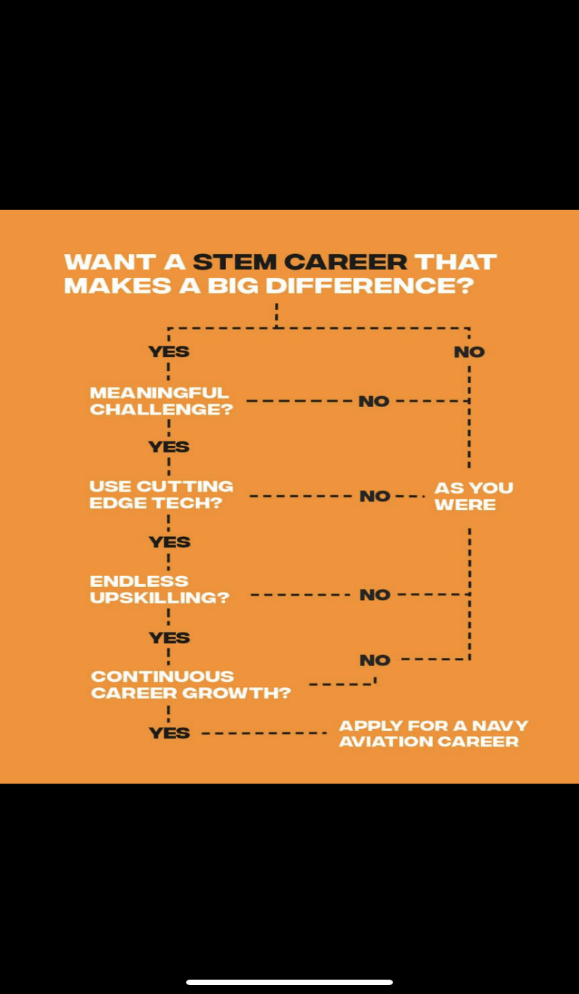 WANT A STEM CAREER THAT
MAKES A BIG DIFFERENCE?
YES
NO
MEANINGFUL
CHALLENGE?
NO
YES
USE CUTTING
EDGE TECH?
NO
AS YOU
WERE
YES
ENDLESS
UPSKILLING?
NO
YES
NO
CONTINUOUS
CAREER GROWTH?
YES
APPLY FOR A NAVY
AVIATION CAREER